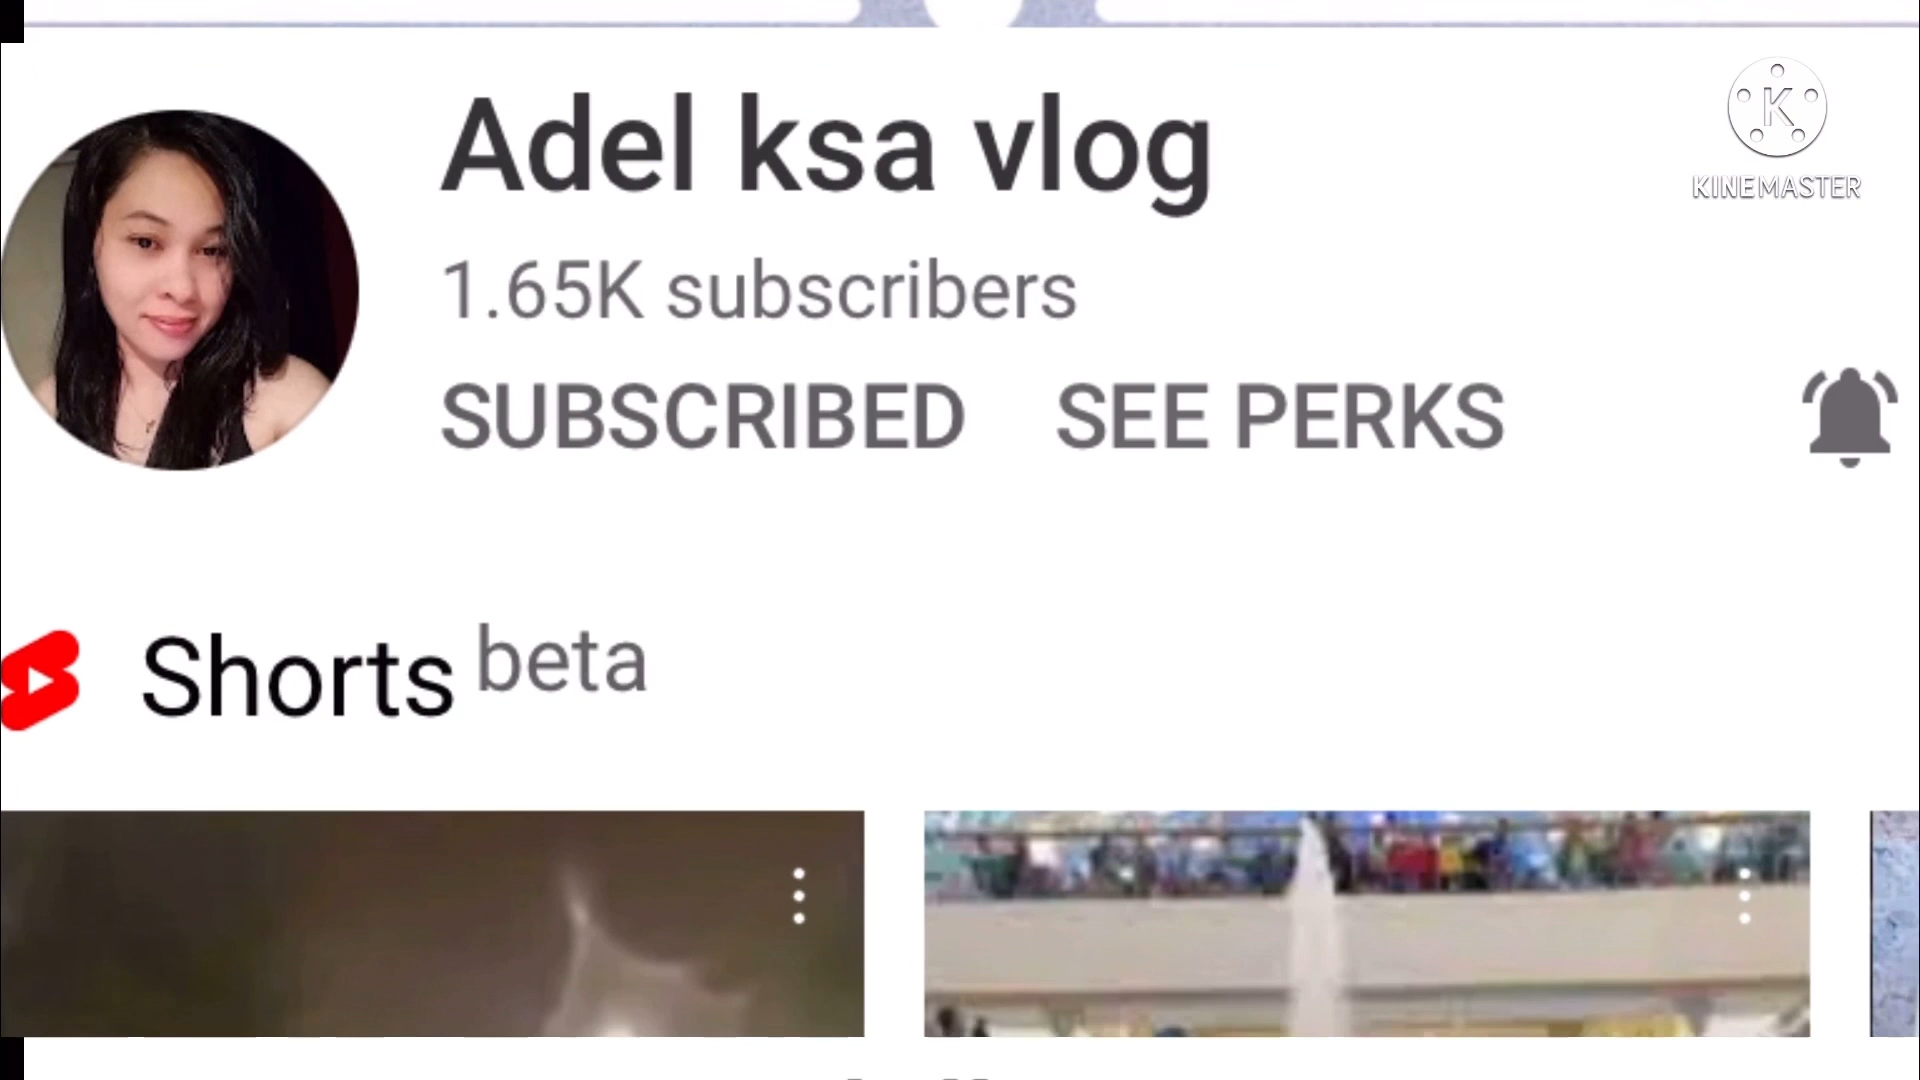 Adel ksa vlog
KINEMASTER
1.65K subscribers
SUBSCRIBED SEE PERKS
Shorts beta